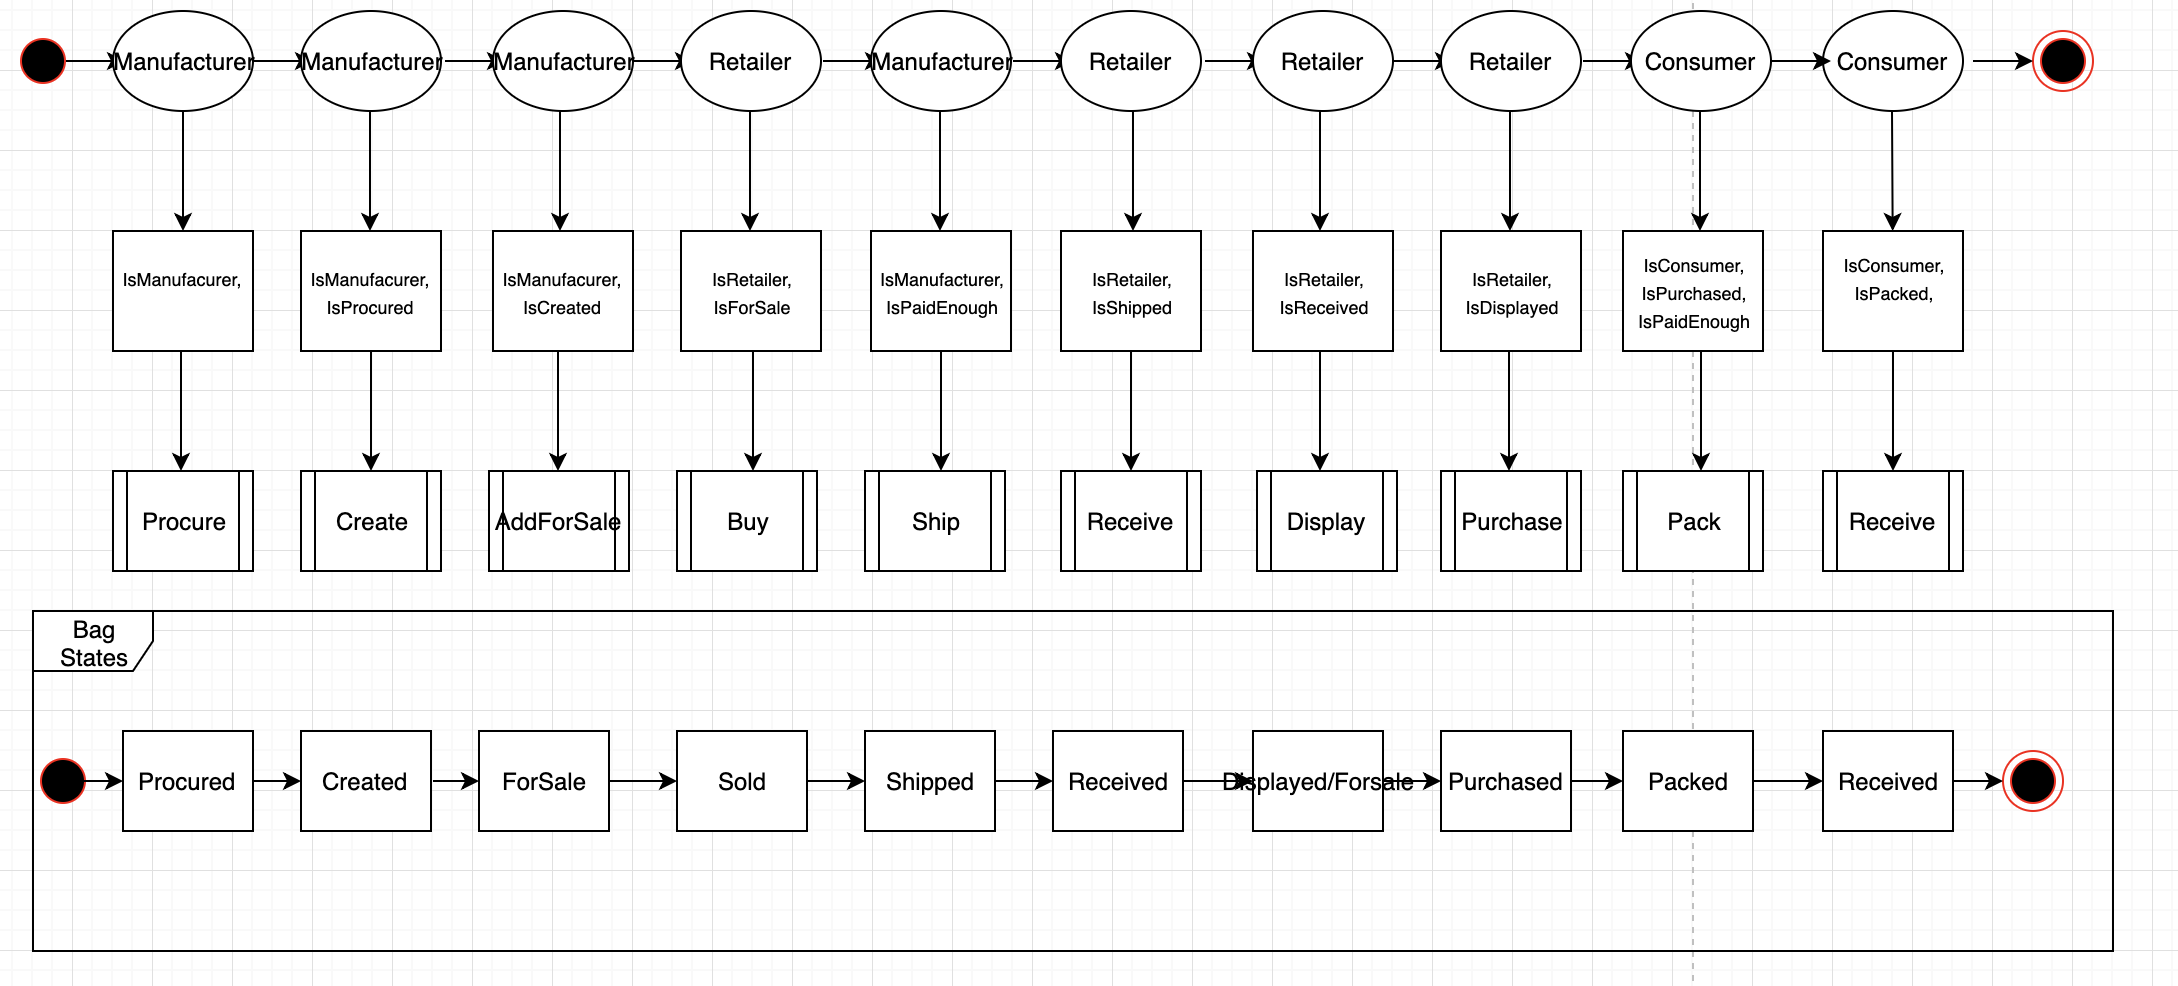 Manufacturer Manufacturer Manufacturer Retailer Manufacturer Retailer Retailer Retailer Consumer Consumer
IsManufacurer,
IsManufacurer,
IsProcured
IsManufacurer,
IsCreated
IsRetailer,
IsForSale
IsManufacturer,
IsPaidEnough
IsRetailer,
IsShipped
IsRetailer,
IsReceived
IsRetailer,
IsDisplayed
IsConsumer,
IsPurchased,
IsPaidEnough
IsConsumer,
IsPacked,
Procure Create AddForSale Buy Ship Receive Display Purchase Pack Receive
Bag
States
Procured Created ForSale Sold Shipped Received Displayed/Forsale Purchased Packed Received